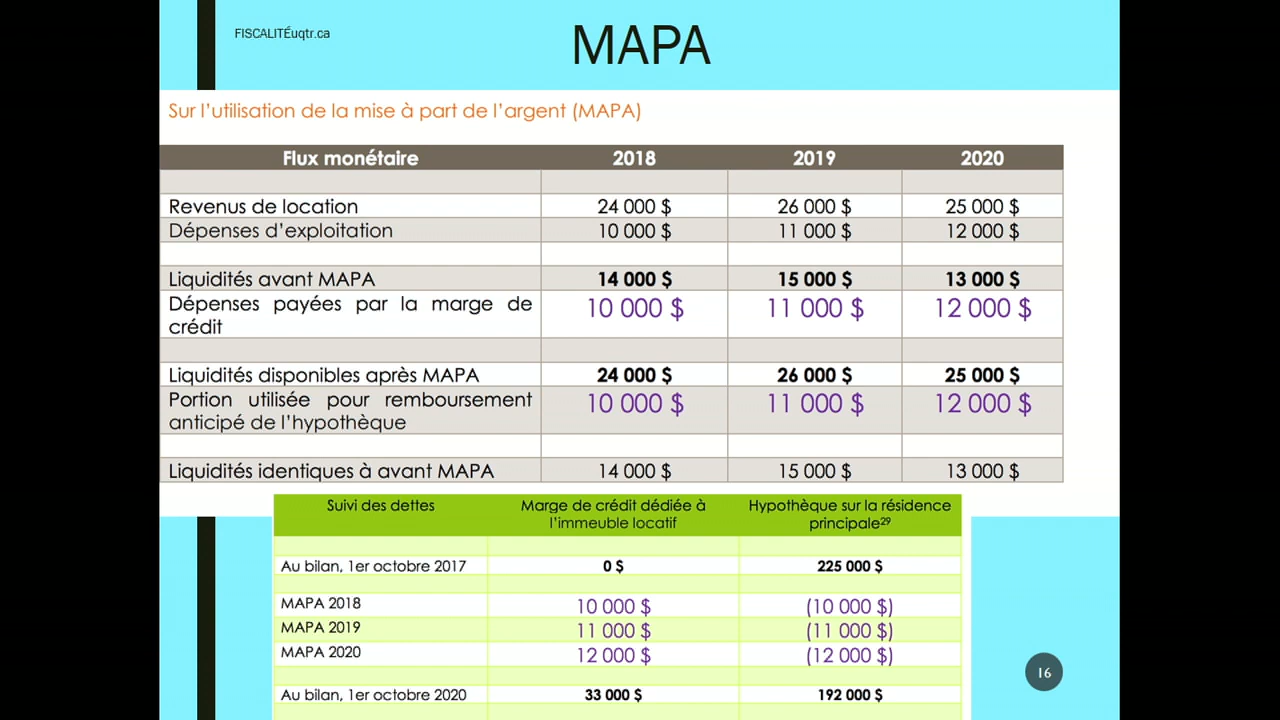 FISCALITÉuqtr.ca
MAPA
Sur l'utilisation de la mise à part de l'argent (MAPA)
Flux monétaire 2018 2019 2020
Revenus de location 24 000 $ 26 000 $ 25 000 $
Dépenses d'exploitation 10 000 $ 11 000 $ 12 000 $
Liquidités avant MAPA 14 000 $ 15 000 $ 13 000 $
Dépenses payées par la marge de
crédit 10 000 $ 11 000 $ 12 000 $
Liquidités disponibles après MAPA 24 000 $ 26 000 $ 25 000 $
Portion utilisée pour remboursement
anticipé de l'hypothèque 10 000 $ 11 000 $ 12 000 $
Liquidités identiques à avant MAPA 14 000 $ 15 000 $ 13 000 $
Suivi des dettes Marge de crédit dédiée à Hypothèque sur la résidence
l'immeuble locatif principale²⁹
Au bilan, 1er octobre 2017 0 $ 225 000 $
MAPA 2018 10 000 $ (10 000 $)
MAPA 2019 11 000 $ (11 000 $)
MAPA 2020 12 000 $ (12 000 $)
Au bilan, 1er octobre 2020 33 000 $ 192 000 $
16